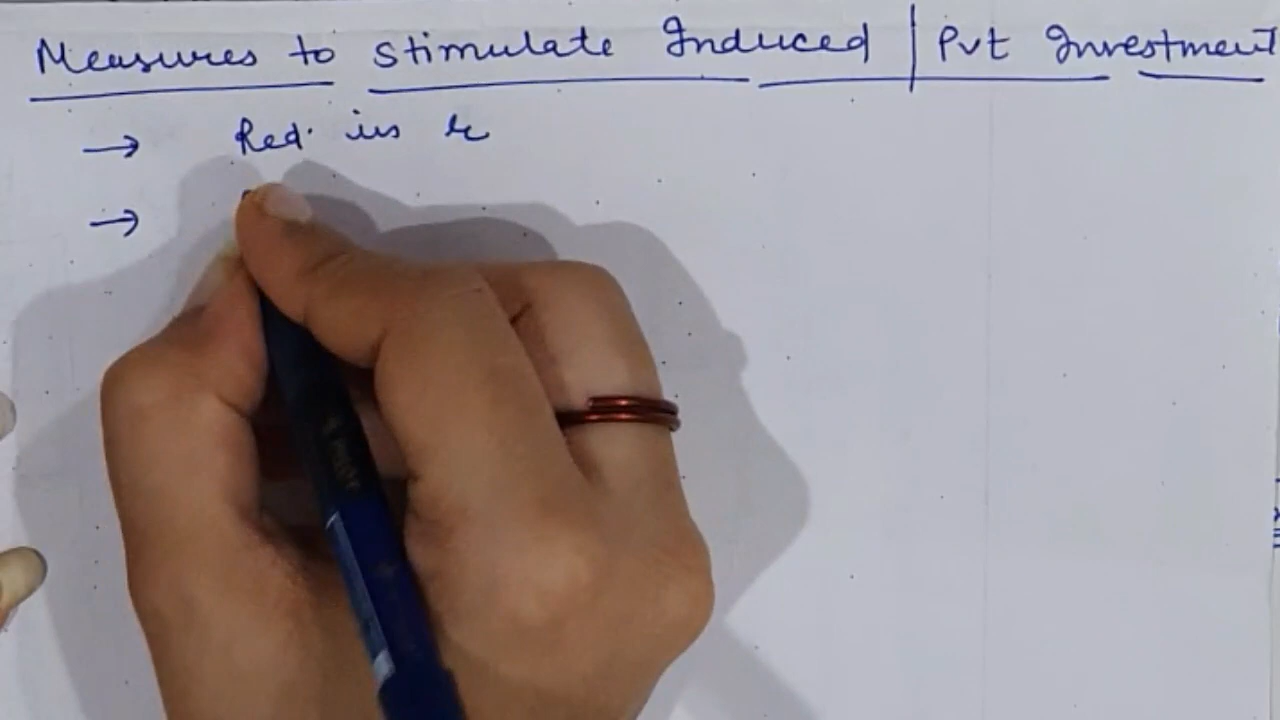 Measures to Stimulate Induced | Pvt Investment
→ Red. in r
→